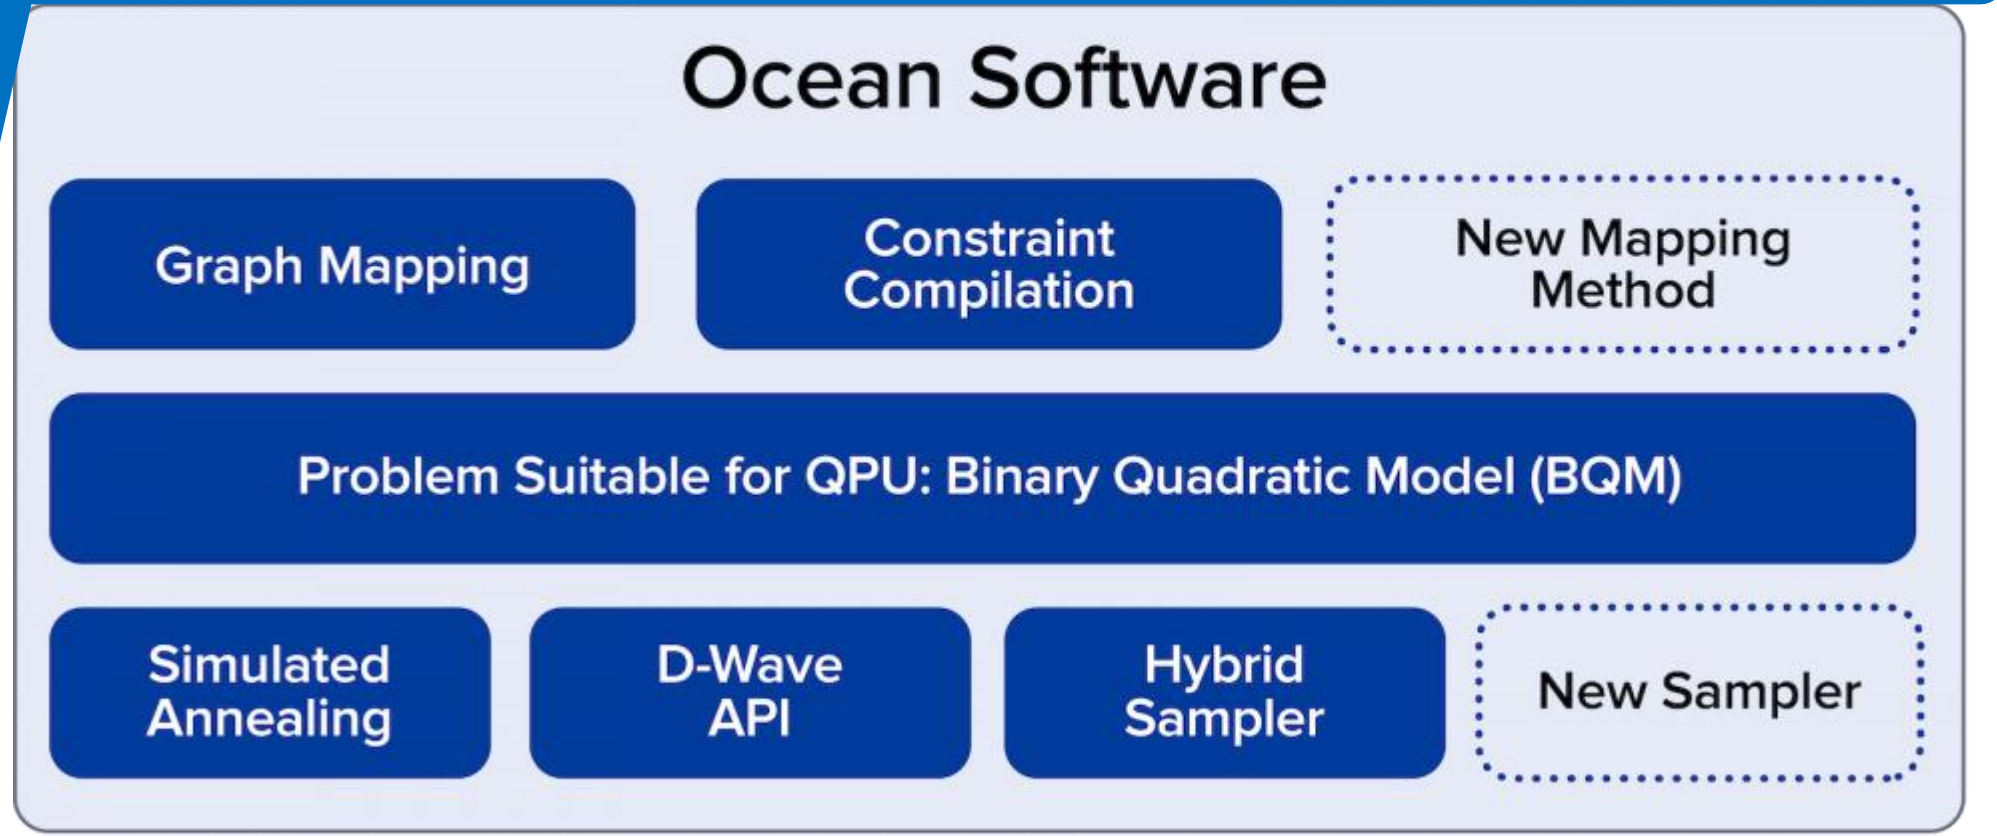 Ocean Software
Graph Mapping
Constraint
Compilation
New Mapping
Method
Problem Suitable for QPU: Binary Quadratic Model (BQM)
Simulated
Annealing
D-Wave
API
Hybrid
Sampler
New Sampler